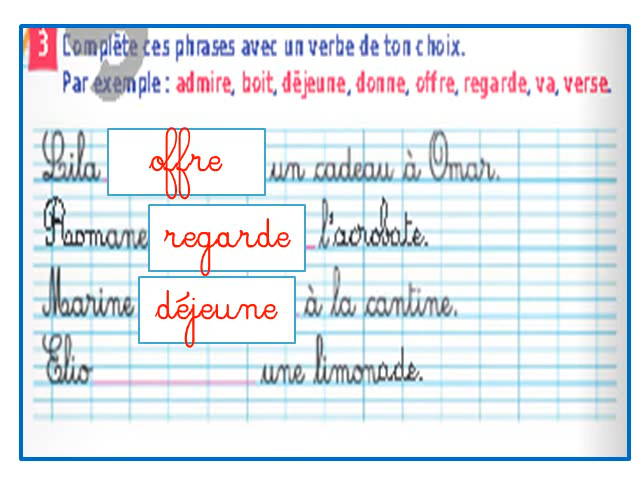 3 Complète ces phrases avec un verbe de ton choix.
Par exemple : admire, boit, déjeune, donne, offre, regarde, va, verse.
Lila offre un cadeau à Omar.
Romane regarde l'acrobate.
Marine déjeune à la cantine.
Elio une limonade.